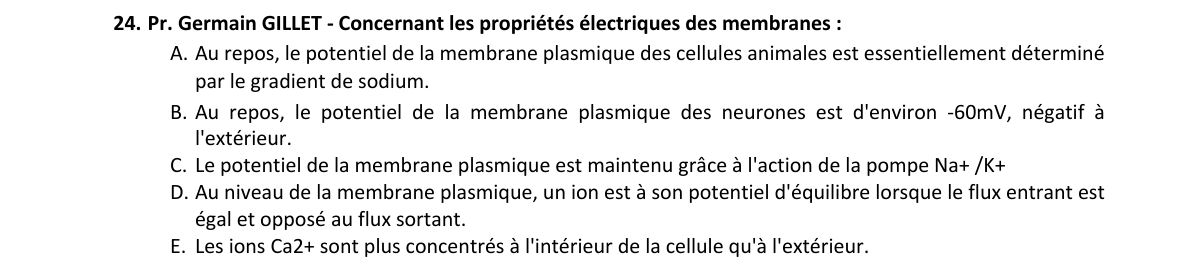 24. Pr. Germain GILLET - Concernant les propriétés électriques des membranes :
A. Au repos, le potentiel de la membrane plasmique des cellules animales est essentiellement déterminé
par le gradient de sodium.
B. Au repos, le potentiel de la membrane plasmique des neurones est d'environ -60mV, négatif à
l'extérieur.
C. Le potentiel de la membrane plasmique est maintenu grâce à l'action de la pompe Na+ /K+
D. Au niveau de la membrane plasmique, un ion est à son potentiel d'équilibre lorsque le flux entrant est
égal et opposé au flux sortant.
E. Les ions Ca2+ sont plus concentrés à l'intérieur de la cellule qu'à l'extérieur.